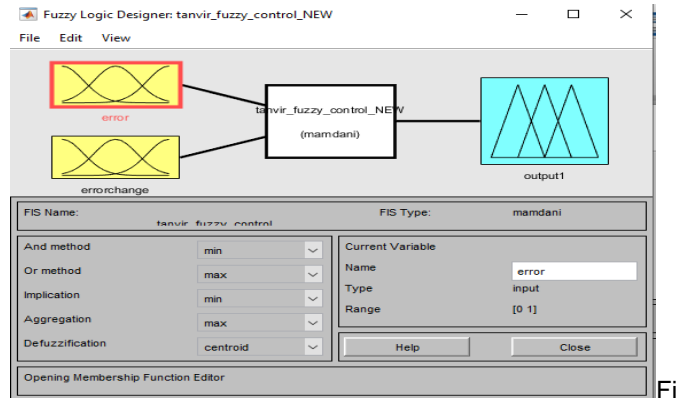 Fuzzy Logic Designer: tanvir_fuzzy_control_NEW
File Edit View
error
tanvir_fuzzy_control_NEW
(mamdani)
errorchange
output1
FIS Name:
tanvir_fuzzy_control
FIS Type:
mamdani
And method
min
Or method
max
Implication
min
Aggregation
max
Defuzzification
centroid
Current Variable
Name
error
Type
input
Range
[0 1]
Help
Close
Opening Membership Function Editor
Fi